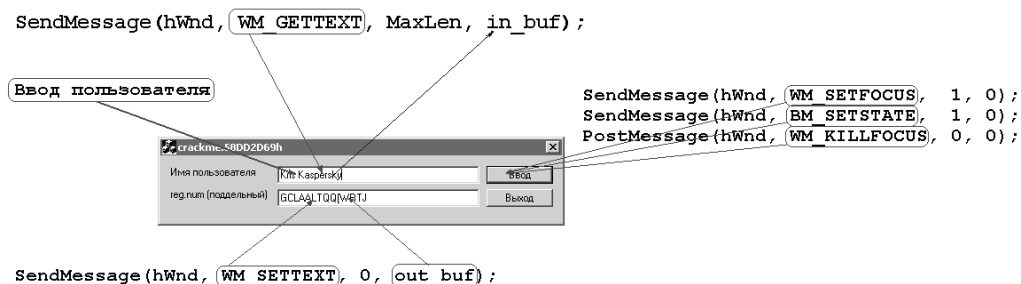 SendMessage(hWnd, WM_GETTEXT, MaxLen, in_buf);
Ввод пользователя
SendMessage(hWnd, WM_SETFOCUS, 1, 0);
SendMessage(hWnd, BM_SETSTATE, 1, 0);
PostMessage(hWnd, WM_KILLFOCUS, 0, 0);
crackme.58DD2D69h
Имя пользователя
Kris Kaspersky
Ввод
reg.num (поддельный)
GCLAALTQQ[WBTJ
Выход
SendMessage(hWnd, WM_SETTEXT, 0, out_buf);